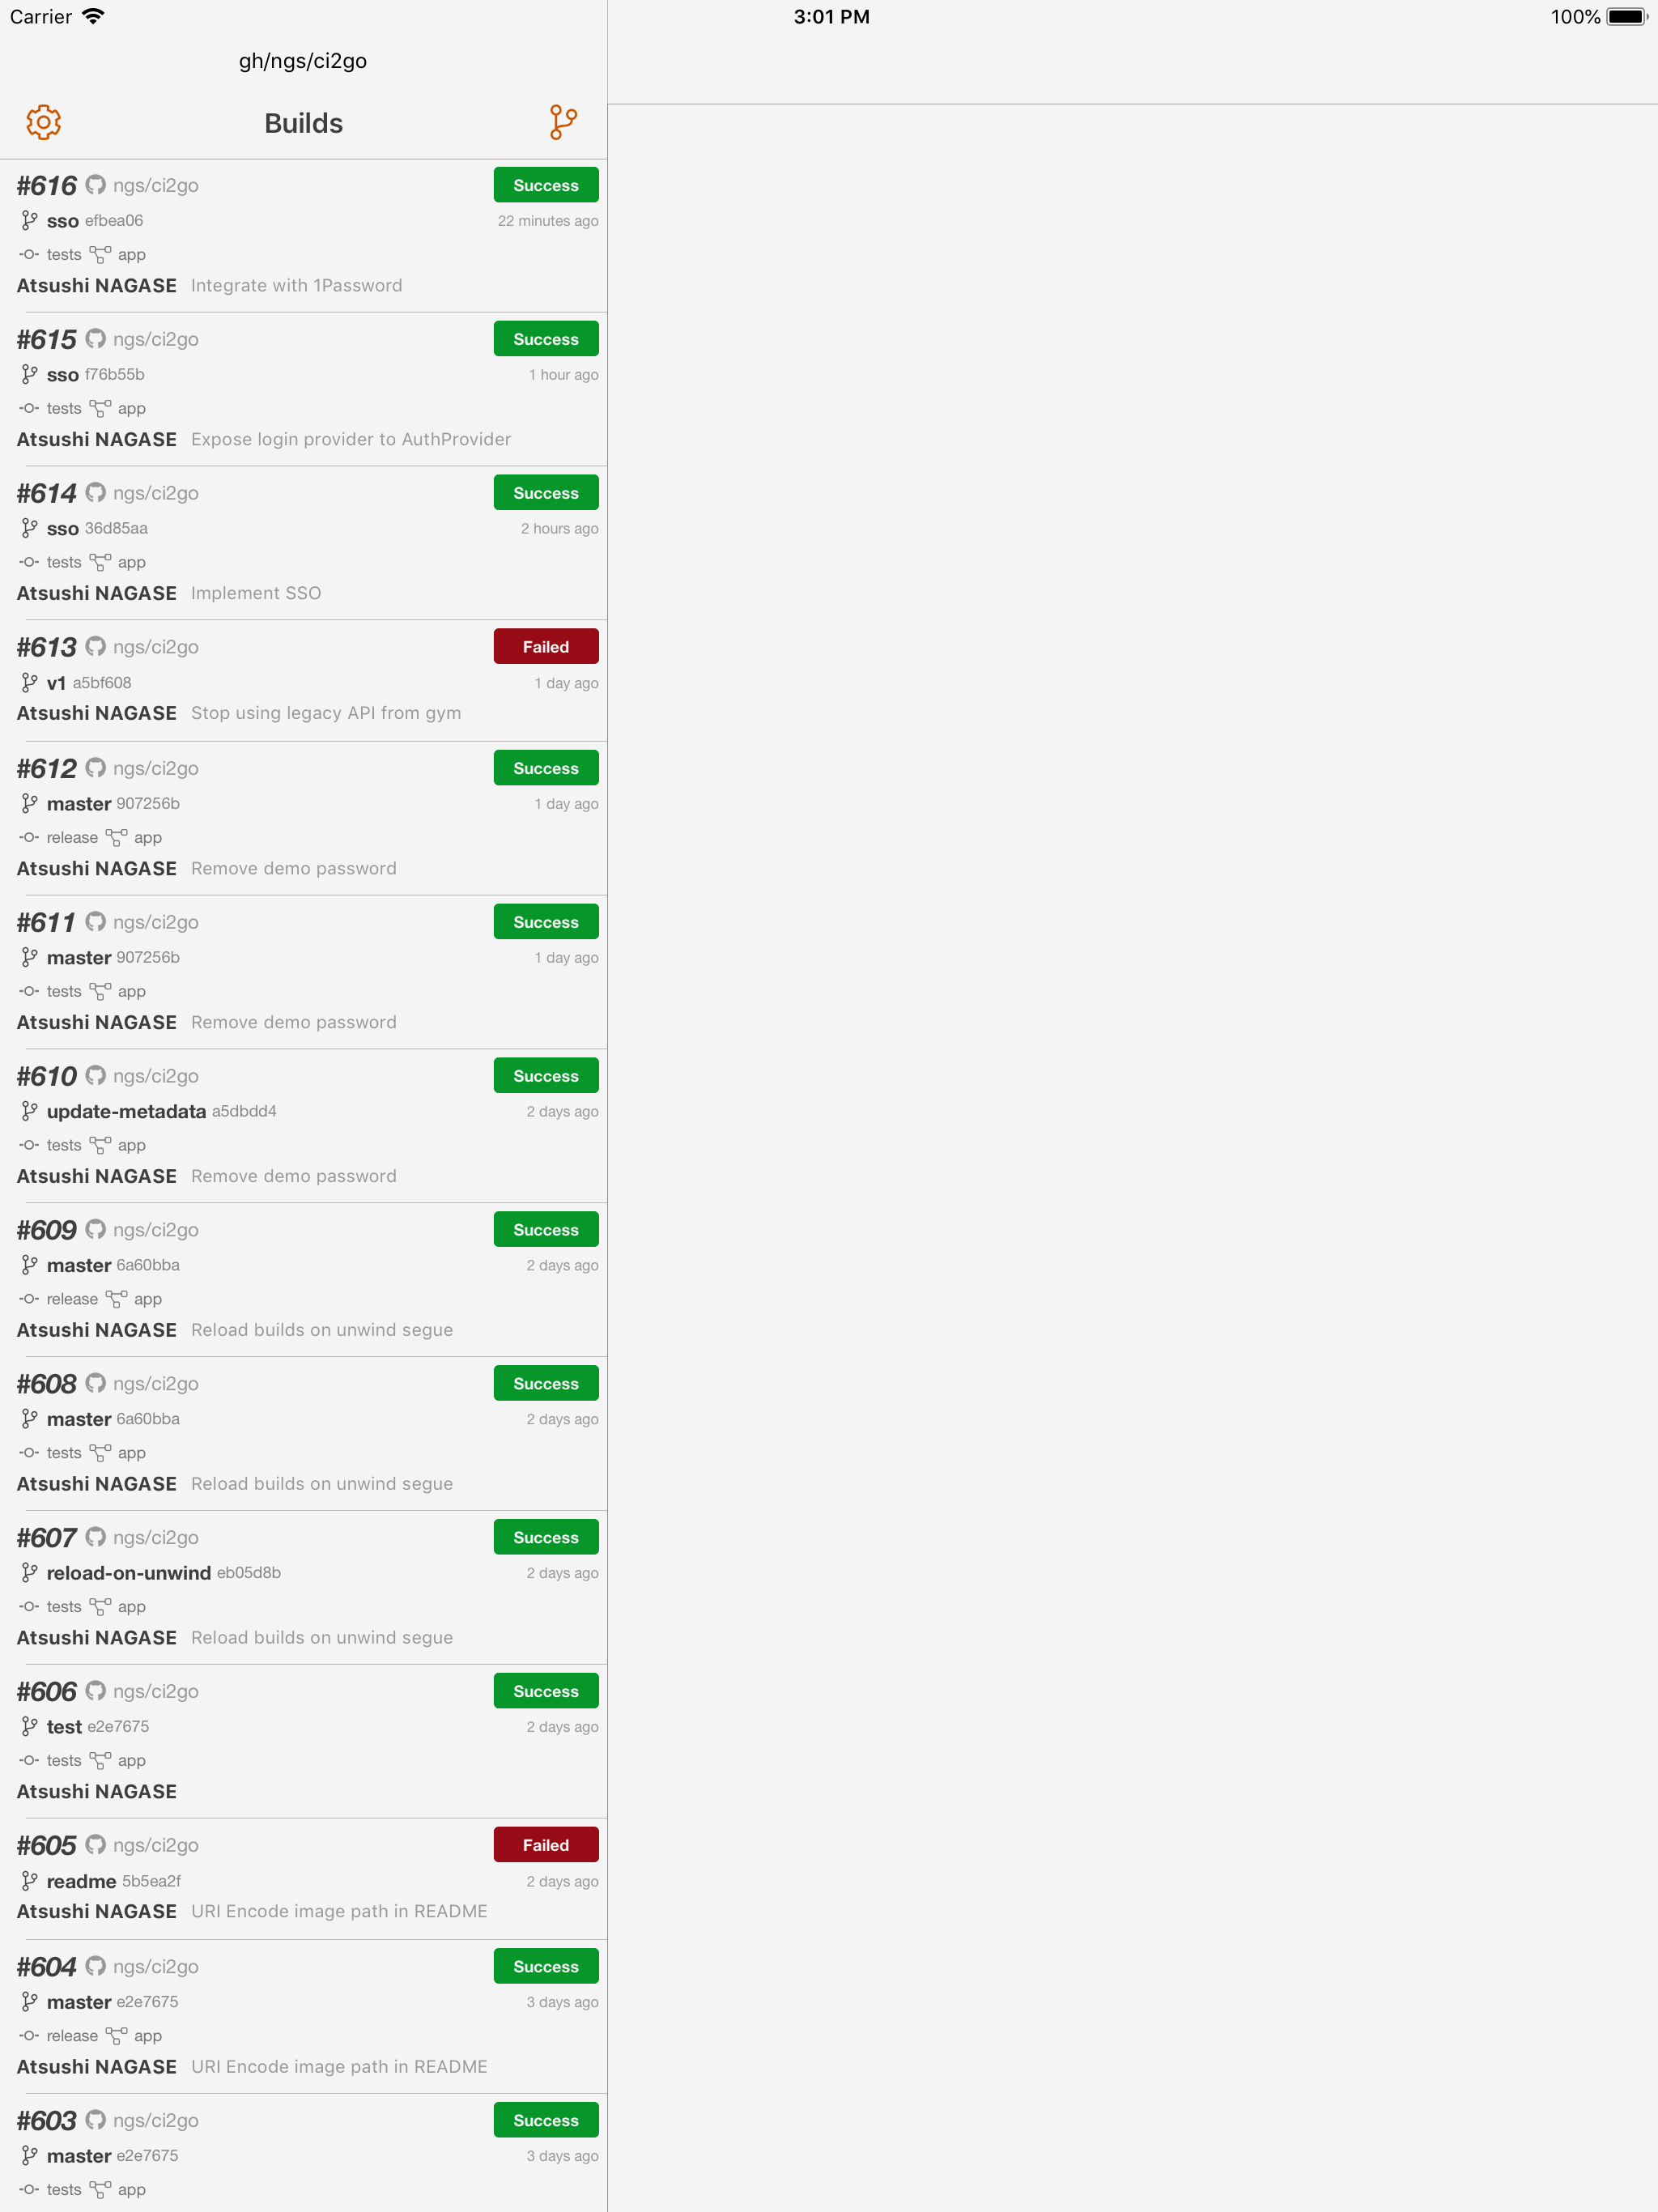 Carrier 3:01 PM 100%
gh/ngs/ci2go
Builds
#616 ngs/ci2go Success
sso efbea06 22 minutes ago
tests app
Atsushi NAGASE Integrate with 1Password
#615 ngs/ci2go Success
sso f76b55b 1 hour ago
tests app
Atsushi NAGASE Expose login provider to AuthProvider
#614 ngs/ci2go Success
sso 36d85aa 2 hours ago
tests app
Atsushi NAGASE Implement SSO
#613 ngs/ci2go Failed
v1 a5bf608 1 day ago
Atsushi NAGASE Stop using legacy API from gym
#612 ngs/ci2go Success
master 907256b 1 day ago
release app
Atsushi NAGASE Remove demo password
#611 ngs/ci2go Success
master 907256b 1 day ago
tests app
Atsushi NAGASE Remove demo password
#610 ngs/ci2go Success
update-metadata a5dbdd4 2 days ago
tests app
Atsushi NAGASE Remove demo password
#609 ngs/ci2go Success
master 6a60bba 2 days ago
release app
Atsushi NAGASE Reload builds on unwind segue
#608 ngs/ci2go Success
master 6a60bba 2 days ago
tests app
Atsushi NAGASE Reload builds on unwind segue
#607 ngs/ci2go Success
reload-on-unwind eb05d8b 2 days ago
tests app
Atsushi NAGASE Reload builds on unwind segue
#606 ngs/ci2go Success
test e2e7675 2 days ago
tests app
Atsushi NAGASE
#605 ngs/ci2go Failed
readme 5b5ea2f 2 days ago
Atsushi NAGASE URI Encode image path in README
#604 ngs/ci2go Success
master e2e7675 3 days ago
release app
Atsushi NAGASE URI Encode image path in README
#603 ngs/ci2go Success
master e2e7675 3 days ago
tests app